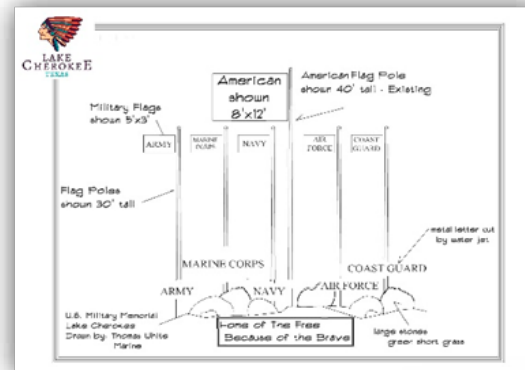 LAKE
CHEROKEE
TEXAS
American
shown
8'x12'
American Flag Pole
shown 40' tall - Existing
Military Flags
shown 5'x3'
ARMY
MARINE
CORPS
NAVY
AIR
FORCE
COAST
GUARD
Flag Poles
shown 30' tall
metal letter cut
by water jet
MARINE CORPS
COAST GUARD
ARMY
NAVY
AIR FORCE
U.S. Military Memorial
Lake Cherokee
Drawn by: Thomas White
Marine
Home of The Free
Because of the Brave
large stones
green short grass